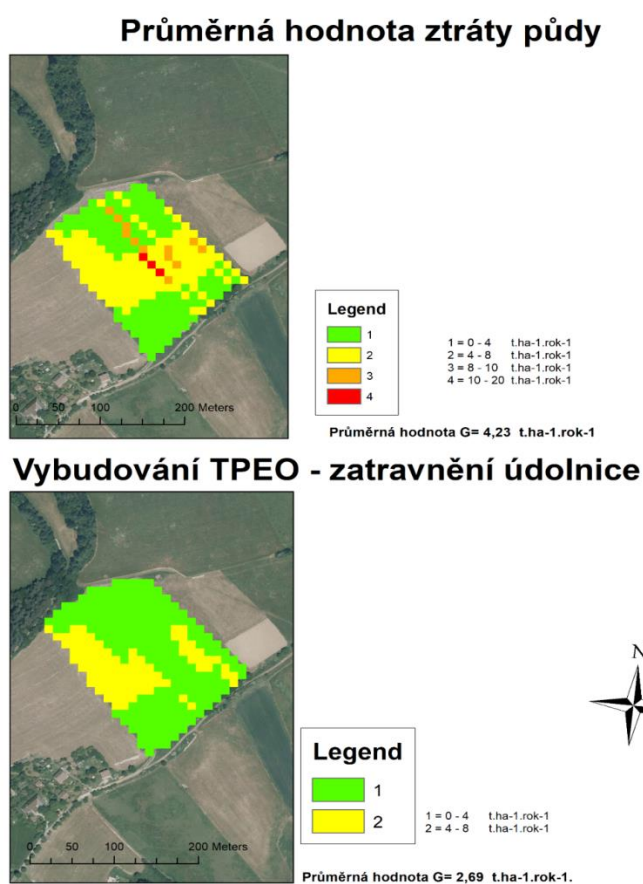 Průměrná hodnota ztráty půdy
0 50 100 200 Meters
Legend
1
2
3
4
1 = 0 - 4 t.ha-1.rok-1
2 = 4 - 8 t.ha-1.rok-1
3 = 8 - 10 t.ha-1.rok-1
4 = 10 - 20 t.ha-1.rok-1
Průměrná hodnota G= 4,23 t.ha-1.rok-1
Vybudování TPEO - zatravnění údolnice
0 50 100 200 Meters
N
Legend
1
2
1 = 0 - 4 t.ha-1.rok-1
2 = 4 - 8 t.ha-1.rok-1
Průměrná hodnota G= 2,69 t.ha-1.rok-1.